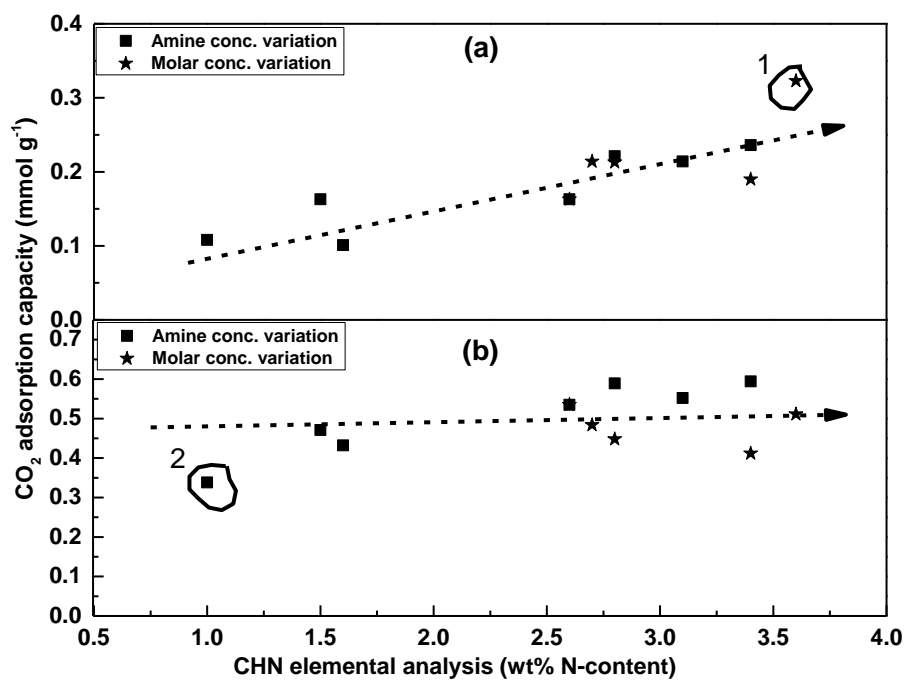 0.4
Amine conc. variation
Molar conc. variation
(a)
1
0.3
0.2
0.1
0.0
CO₂ adsorption capacity (mmol g⁻¹)
0.7
Amine conc. variation
Molar conc. variation
(b)
0.6
0.5
0.4
2
0.3
0.2
0.1
0.0
0.5 1.0 1.5 2.0 2.5 3.0 3.5 4.0
CHN elemental analysis (wt% N-content)